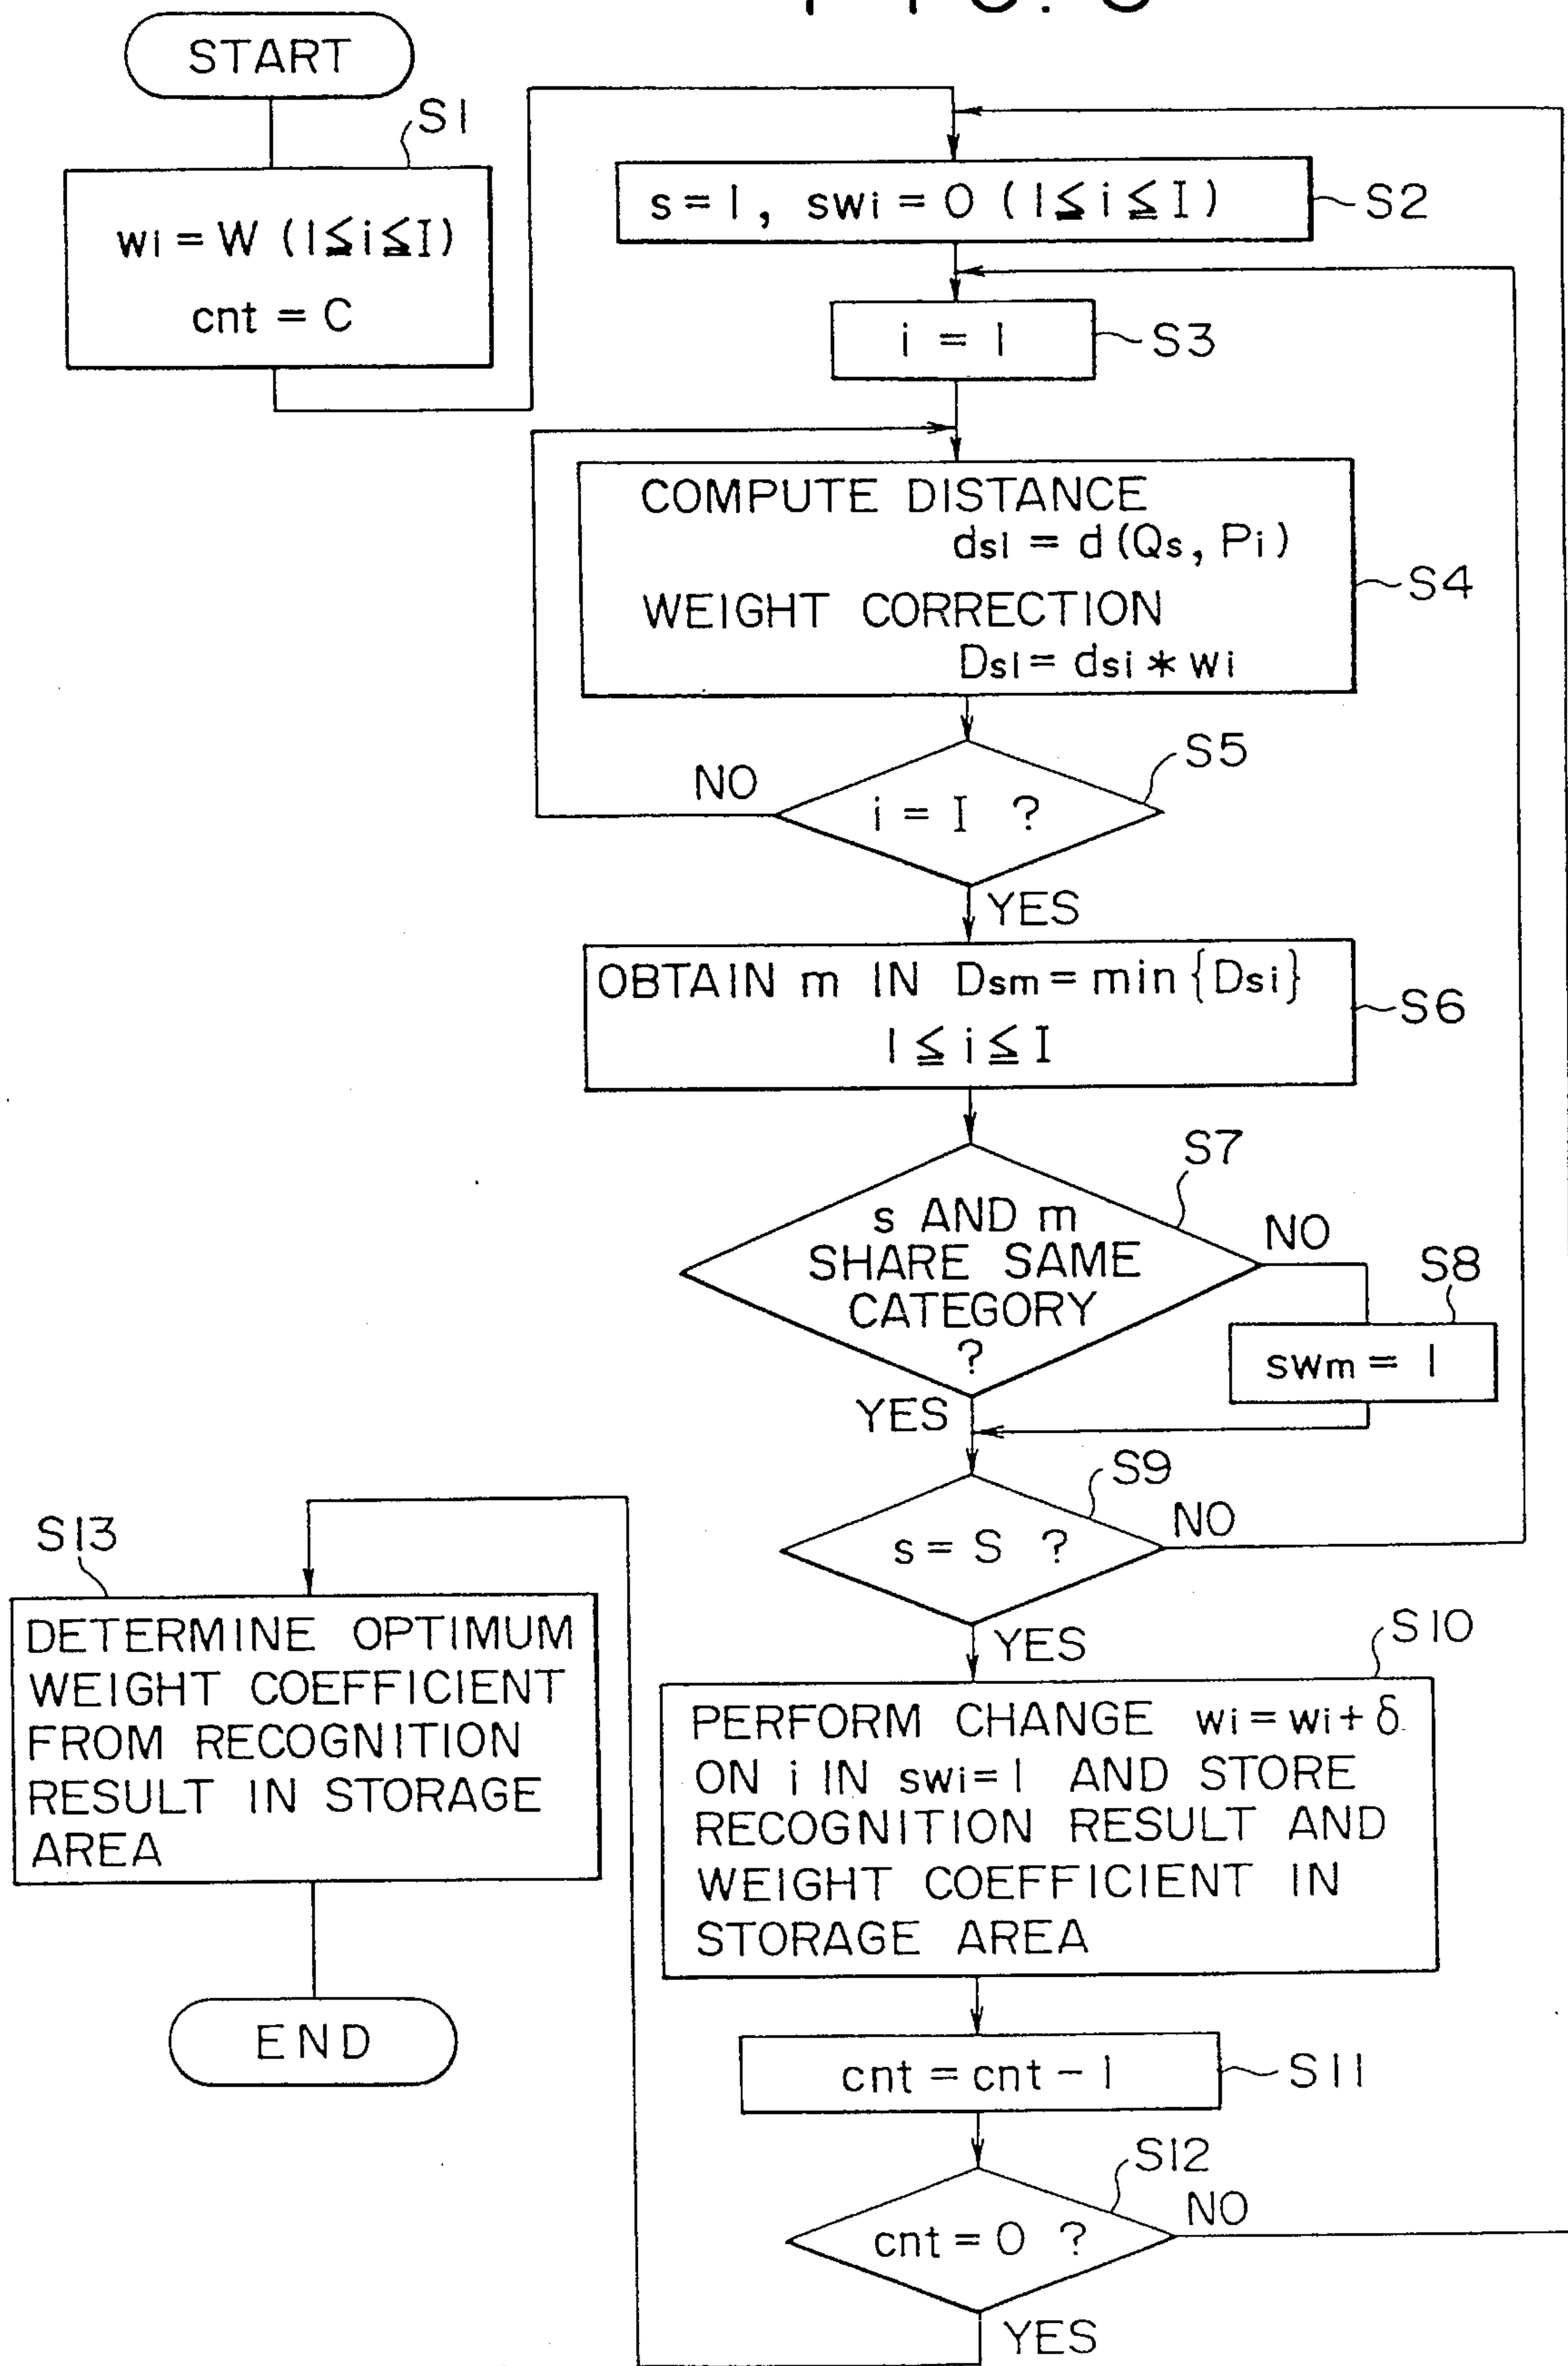 START
S1
wi = W (1≦i≦I)
cnt = C
s = 1, swi = 0 (1≦i≦I)
S2
i = 1
S3
COMPUTE DISTANCE
dsi = d (Qs, Pi)
WEIGHT CORRECTION
Dsi = dsi * wi
S4
S5
NO
i = I ?
YES
OBTAIN m IN Dsm = min {Dsi}
1 ≦ i ≦ I
S6
S7
s AND m
SHARE SAME
CATEGORY
?
NO
S8
swm = 1
YES
S9
s = S ?
NO
YES
S10
PERFORM CHANGE wi = wi + δ
ON i IN swi = 1 AND STORE
RECOGNITION RESULT AND
WEIGHT COEFFICIENT IN
STORAGE AREA
cnt = cnt - 1
S11
S12
cnt = 0 ?
NO
YES
S13
DETERMINE OPTIMUM
WEIGHT COEFFICIENT
FROM RECOGNITION
RESULT IN STORAGE
AREA
END